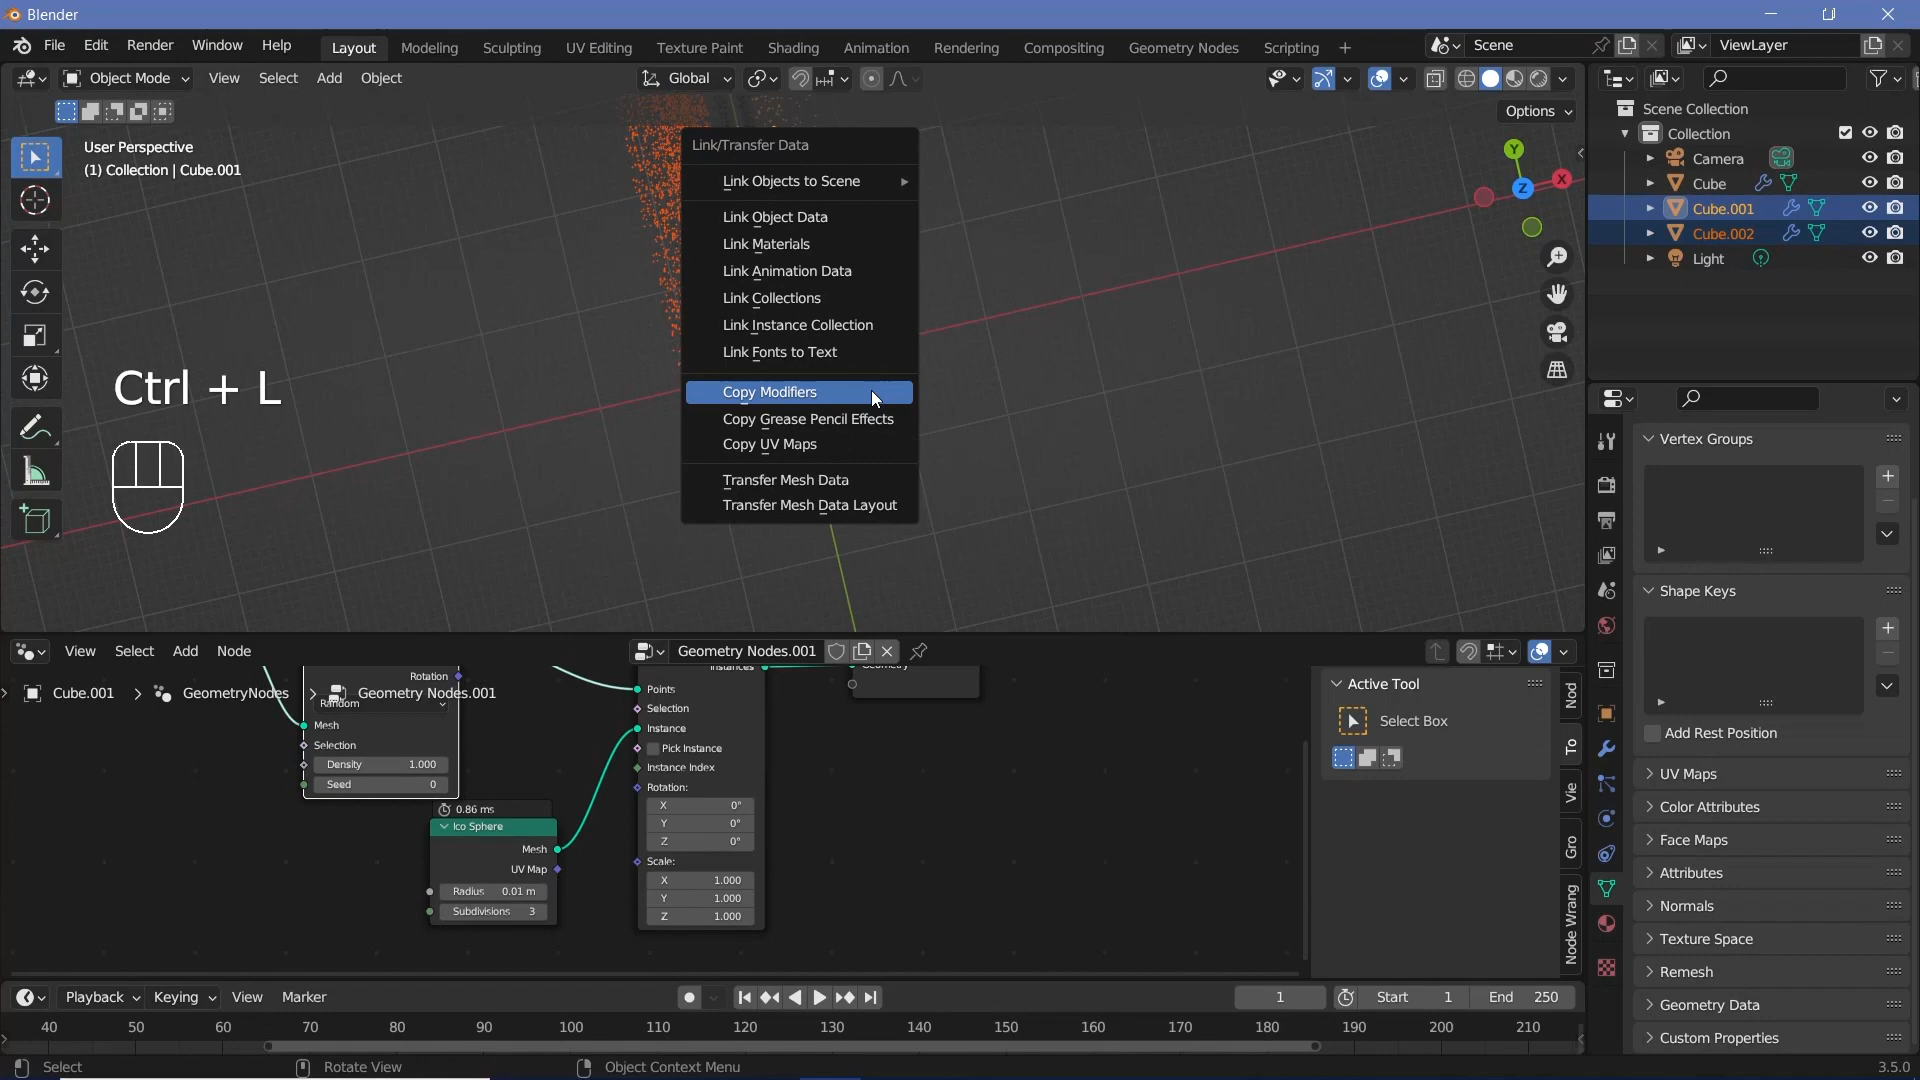 Blender
File Edit Render Window Help Layout Modeling Sculpting UV Editing Texture Paint Shading Animation Rendering Compositing Geometry Nodes Scripting + Scene ViewLayer
Object Mode View Select Add Object Global
Options
User Perspective
(1) Collection | Cube.001
Y
X
Z
Scene Collection
Collection
Camera
Cube
Cube.001
Cube.002
Light
Link/Transfer Data
Link Objects to Scene
Link Object Data
Link Materials
Link Animation Data
Link Collections
Link Instance Collection
Link Fonts to Text
Copy Modifiers
Copy Grease Pencil Effects
Copy UV Maps
Transfer Mesh Data
Transfer Mesh Data Layout
Ctrl + L
Vertex Groups
Shape Keys
Add Rest Position
UV Maps
Color Attributes
Face Maps
Attributes
Normals
Texture Space
Remesh
Geometry Data
Custom Properties
View Select Add Node Geometry Nodes.001
Cube.001 > GeometryNodes > Geometry Nodes.001
Rotation
Random
Mesh
Selection
Density 1.000
Seed 0
0.86 ms
Ico Sphere
Mesh
UV Map
Radius 0.01 m
Subdivisions 3
Instances
Points
Selection
Instance
Pick Instance
Instance Index
Rotation:
X 0°
Y 0°
Z 0°
Scale:
X 1.000
Y 1.000
Z 1.000
Geometry
Active Tool
Select Box
Nod
To
Vie
Gro
Node Wrang
Playback Keying View Marker 1 Start 1 End 250
40 50 60 70 80 90 100 110 120 130 140 150 160 170 180 190 200 210
Select Rotate View Object Context Menu 3.5.0